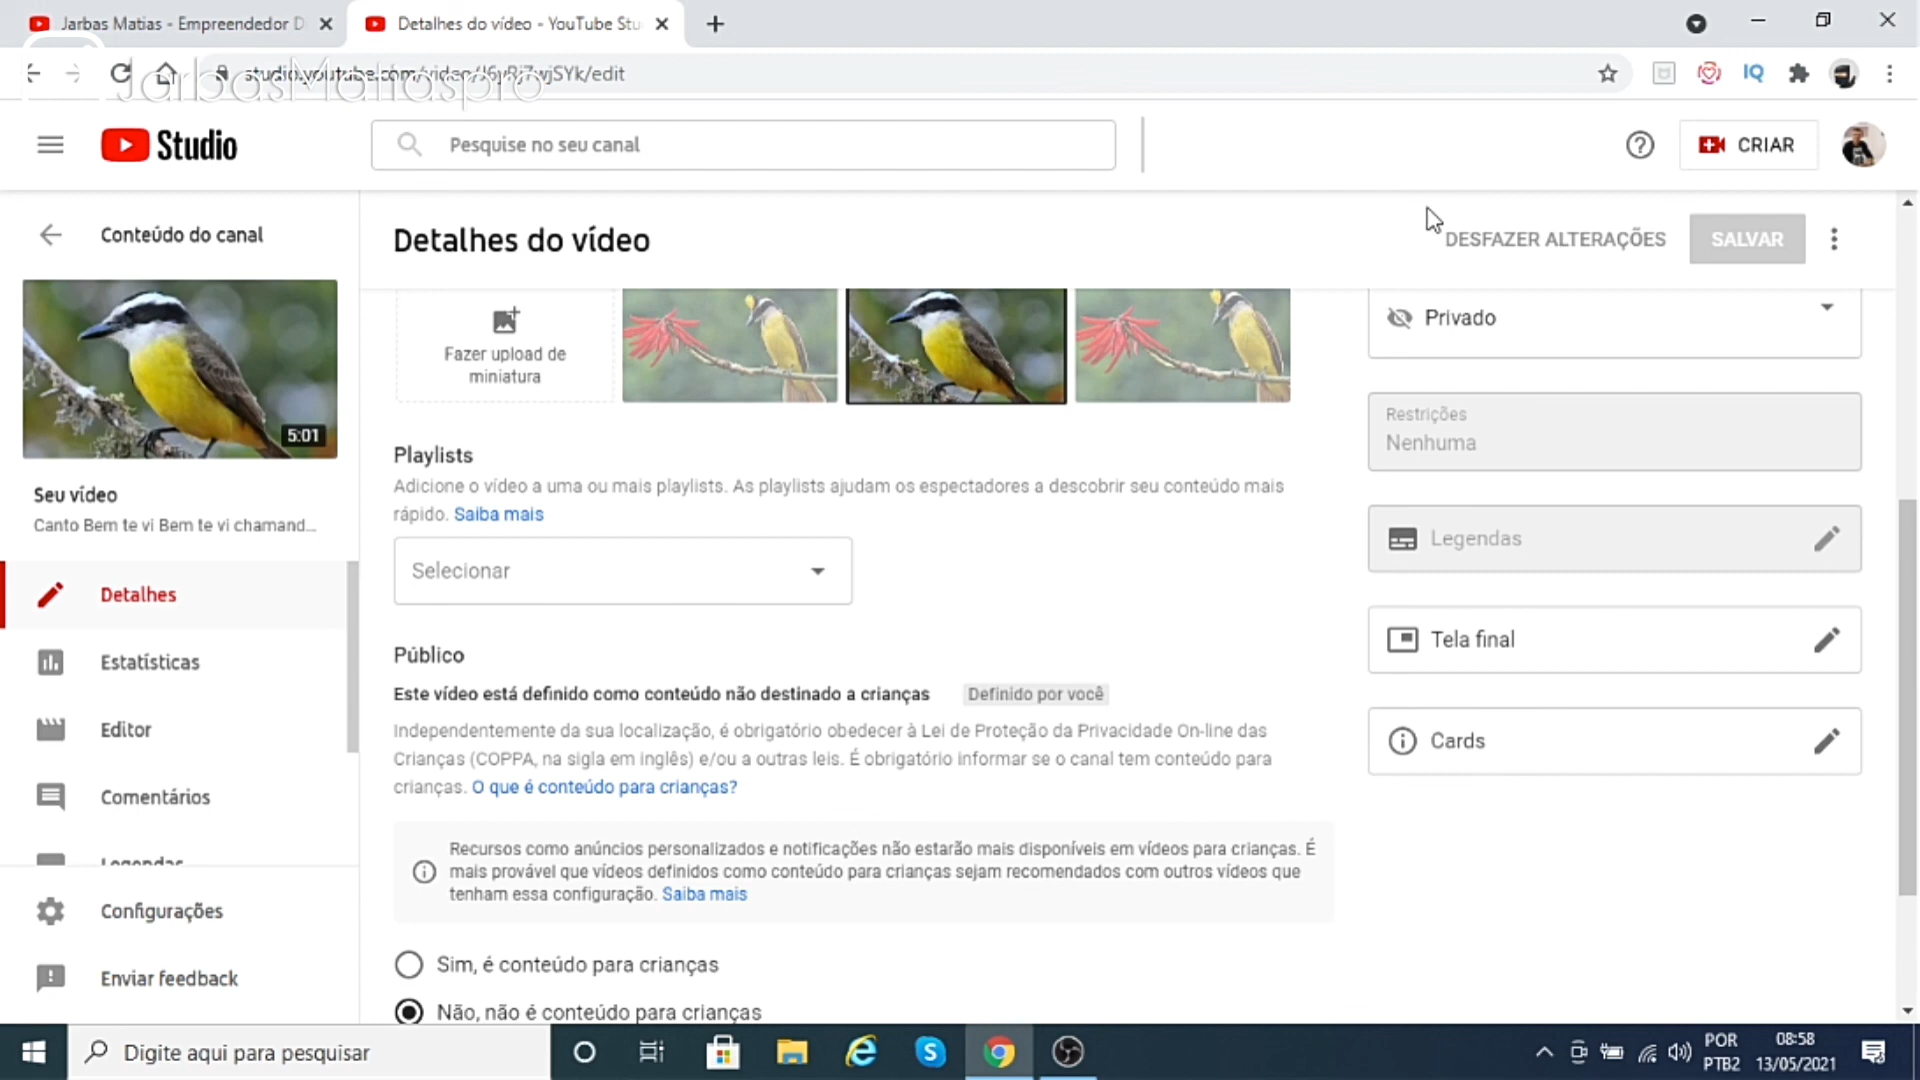 Jarbas Matias - Empreendedor D
Detalhes do vídeo - YouTube Stu
JarbasMatiaspro
studio.youtube.com/video/J6yRjZwjSYk/edit
IQ
Studio
Pesquise no seu canal
CRIAR
Conteúdo do canal
Detalhes do vídeo
DESFAZER ALTERAÇÕES
SALVAR
5:01
Seu vídeo
Canto Bem te vi Bem te vi chamand...
Detalhes
Estatísticas
Editor
Comentários
Legendas
Configurações
Enviar feedback
Fazer upload de
miniatura
Playlists
Adicione o vídeo a uma ou mais playlists. As playlists ajudam os espectadores a descobrir seu conteúdo mais
rápido. Saiba mais
Selecionar
Público
Este vídeo está definido como conteúdo não destinado a crianças Definido por você
Independentemente da sua localização, é obrigatório obedecer à Lei de Proteção da Privacidade On-line das
Crianças (COPPA, na sigla em inglês) e/ou a outras leis. É obrigatório informar se o canal tem conteúdo para
crianças. O que é conteúdo para crianças?
Recursos como anúncios personalizados e notificações não estarão mais disponíveis em vídeos para crianças. É
mais provável que vídeos definidos como conteúdo para crianças sejam recomendados com outros vídeos que
tenham essa configuração. Saiba mais
Sim, é conteúdo para crianças
Não, não é conteúdo para crianças
Privado
Restrições
Nenhuma
Legendas
Tela final
Cards
Digite aqui para pesquisar
POR
PTB2
08:58
13/05/2021